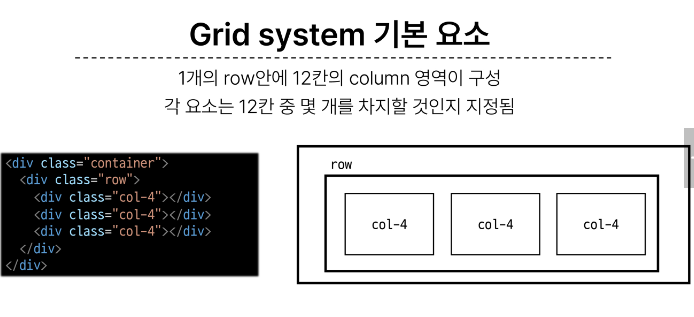 Grid system 기본 요소
1개의 row안에 12칸의 column 영역이 구성
각 요소는 12칸 중 몇 개를 차지할 것인지 지정됨
<div class="container">
  <div class="row">
    <div class="col-4"></div>
    <div class="col-4"></div>
    <div class="col-4"></div>
  </div>
</div>
row
col-4 col-4 col-4